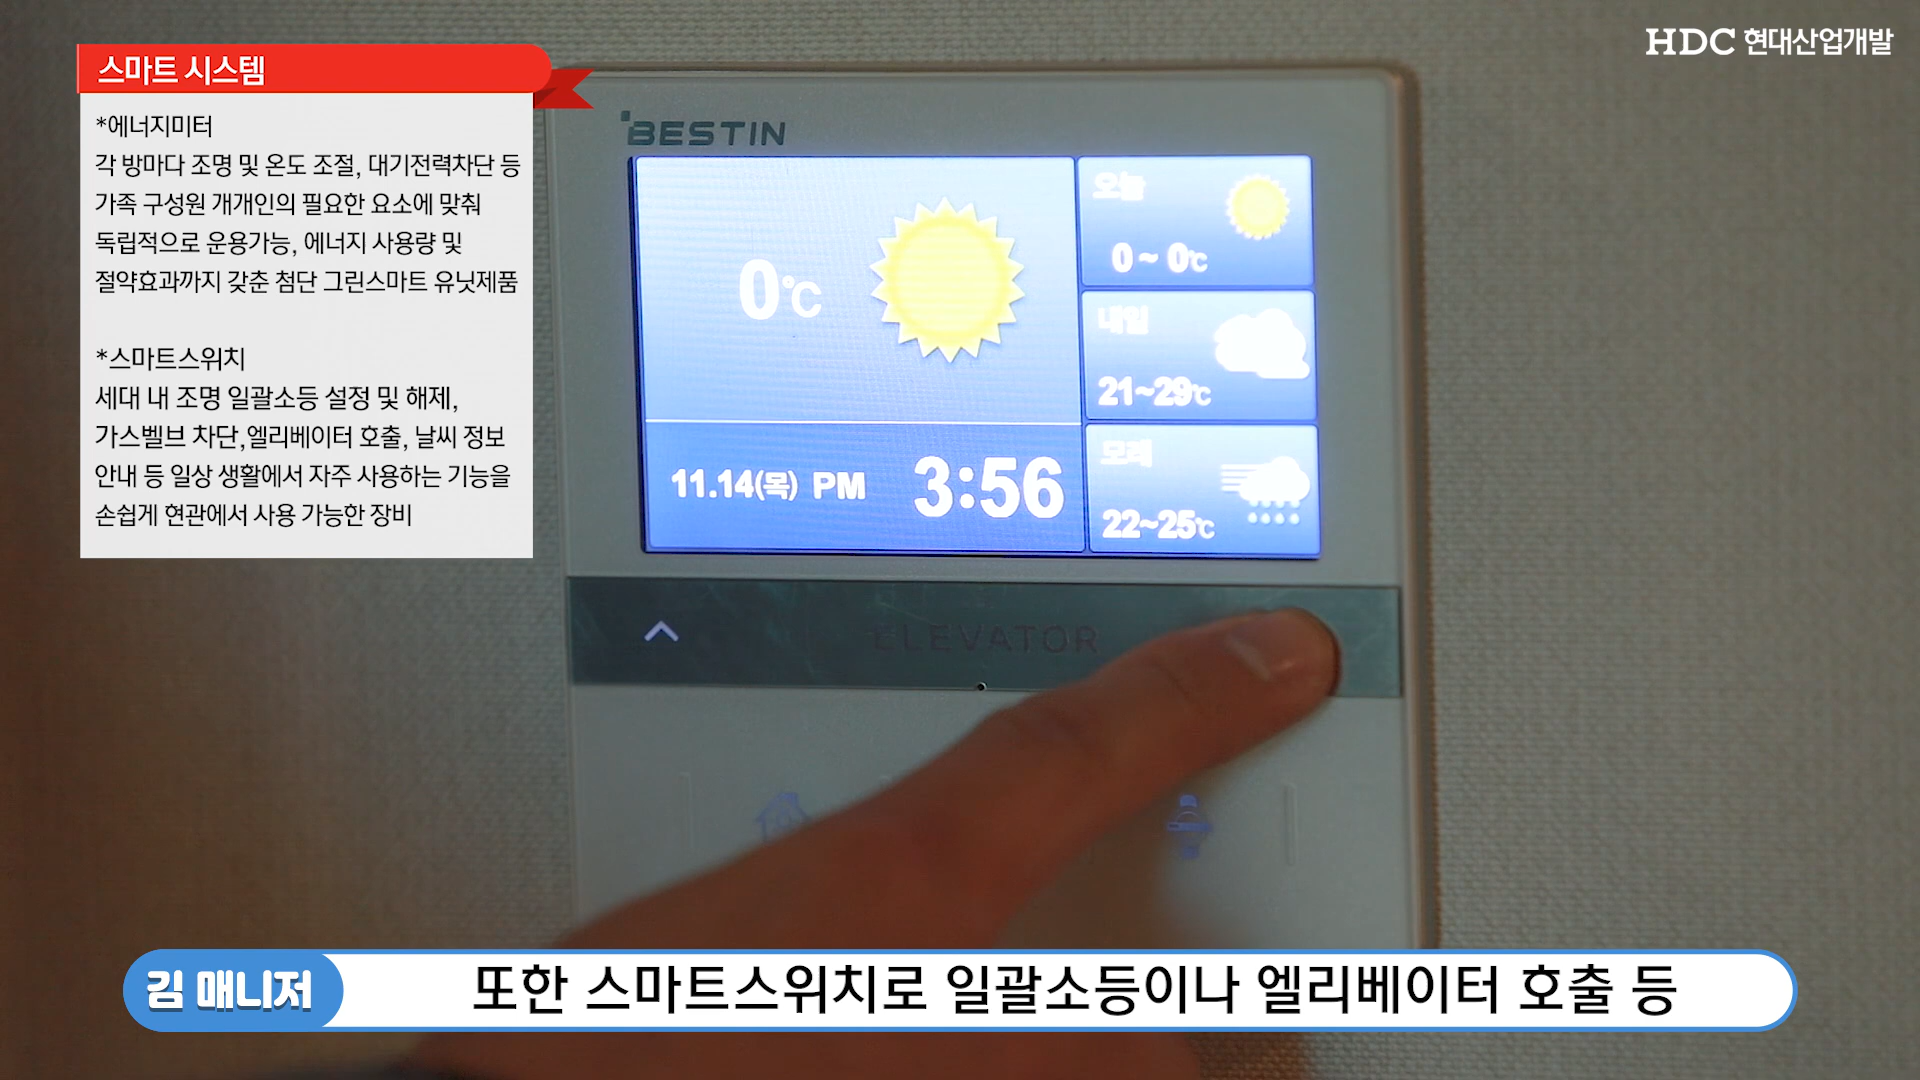 HDC 현대산업개발
스마트 시스템
*에너지미터
각 방마다 조명 및 온도 조절, 대기전력차단 등
가족 구성원 개개인의 필요한 요소에 맞춰
독립적으로 운용가능, 에너지 사용량 및
절약효과까지 갖춘 첨단 그린스마트 유닛제품
*스마트스위치
세대 내 조명 일괄소등 설정 및 해제,
가스벨브 차단,엘리베이터 호출, 날씨 정보
안내 등 일상 생활에서 자주 사용하는 기능을
손쉽게 현관에서 사용 가능한 장비
BESTIN
0℃
오늘
0 ~ 0℃
내일
21~29℃
모레
22~25℃
11.14(목) PM 3:56
ELEVATOR
김 매니저
또한 스마트스위치로 일괄소등이나 엘리베이터 호출 등